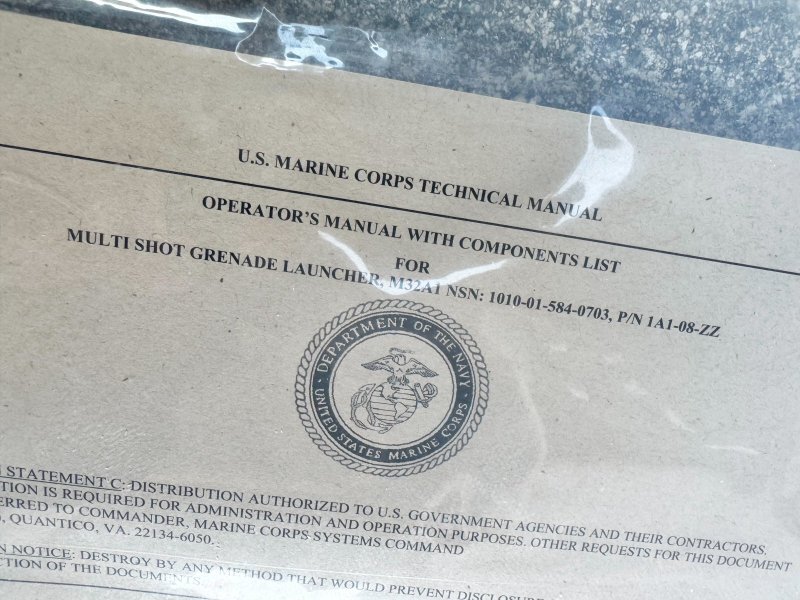 U.S. MARINE CORPS TECHNICAL MANUAL
OPERATOR'S MANUAL WITH COMPONENTS LIST
FOR
MULTI SHOT GRENADE LAUNCHER, M32A1 NSN: 1010-01-584-0703, P/N 1A1-08-ZZ
DEPARTMENT OF THE NAVY
UNITED STATES MARINE CORPS
STATEMENT C: DISTRIBUTION AUTHORIZED TO U.S. GOVERNMENT AGENCIES AND THEIR CONTRACTORS.
TION IS REQUIRED FOR ADMINISTRATION AND OPERATION PURPOSES. OTHER REQUESTS FOR THIS DOCUMENT
ERRED TO COMMANDER, MARINE CORPS SYSTEMS COMMAND
, QUANTICO, VA. 22134-6050.
N NOTICE: DESTROY BY ANY METHOD THAT WOULD PREVENT DISCLOSURE
CTION OF THE DOCUMENTS.